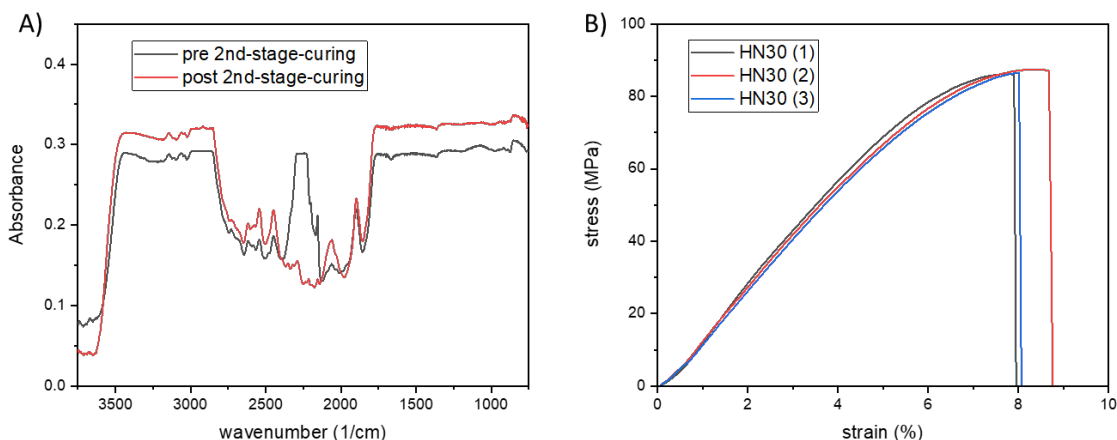 A)
pre 2nd-stage-curing
post 2nd-stage-curing
0.4
0.3
0.2
0.1
0.0
Absorbance
3500 3000 2500 2000 1500 1000
wavenumber (1/cm)
B)
HN30 (1)
HN30 (2)
HN30 (3)
100
80
60
40
20
0
stress (MPa)
0 2 4 6 8 10
strain (%)